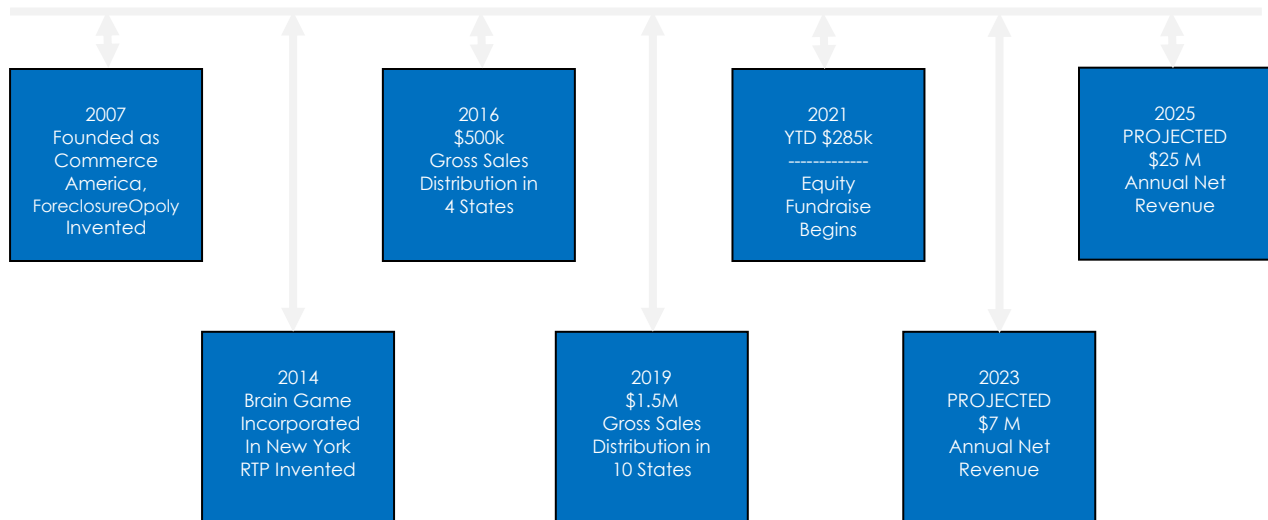 2007
Founded as
Commerce
America,
ForeclosureOpoly
Invented
2014
Brain Game
Incorporated
In New York
RTP Invented
2016
$500k
Gross Sales
Distribution in
4 States
2019
$1.5M
Gross Sales
Distribution in
10 States
2021
YTD $285k
-------------
Equity
Fundraise
Begins
2023
PROJECTED
$7 M
Annual Net
Revenue
2025
PROJECTED
$25 M
Annual Net
Revenue